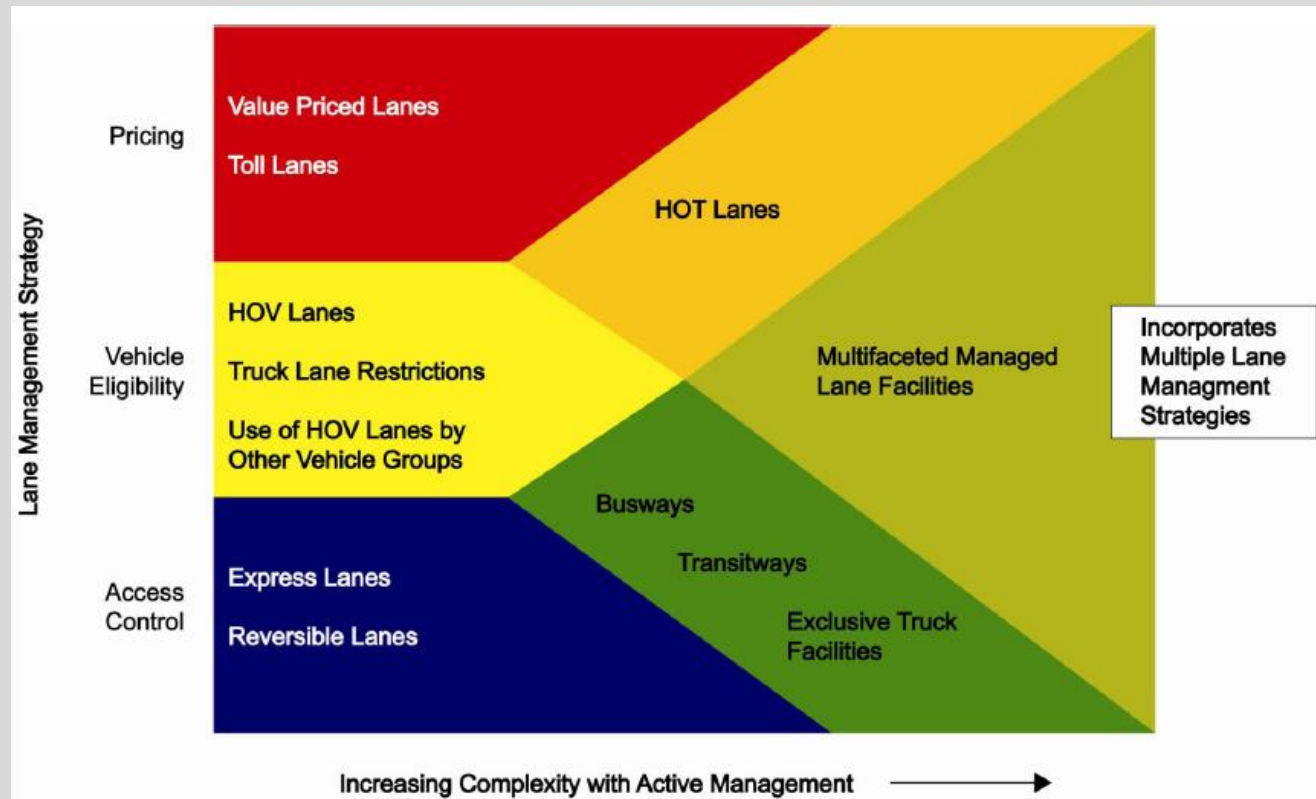 Lane Management Strategy
Pricing
Value Priced Lanes
Toll Lanes
HOT Lanes
Vehicle
Eligibility
HOV Lanes
Truck Lane Restrictions
Use of HOV Lanes by
Other Vehicle Groups
Multifaceted Managed
Lane Facilities
Incorporates
Multiple Lane
Managment
Strategies
Access
Control
Express Lanes
Reversible Lanes
Busways
Transitways
Exclusive Truck
Facilities
Increasing Complexity with Active Management